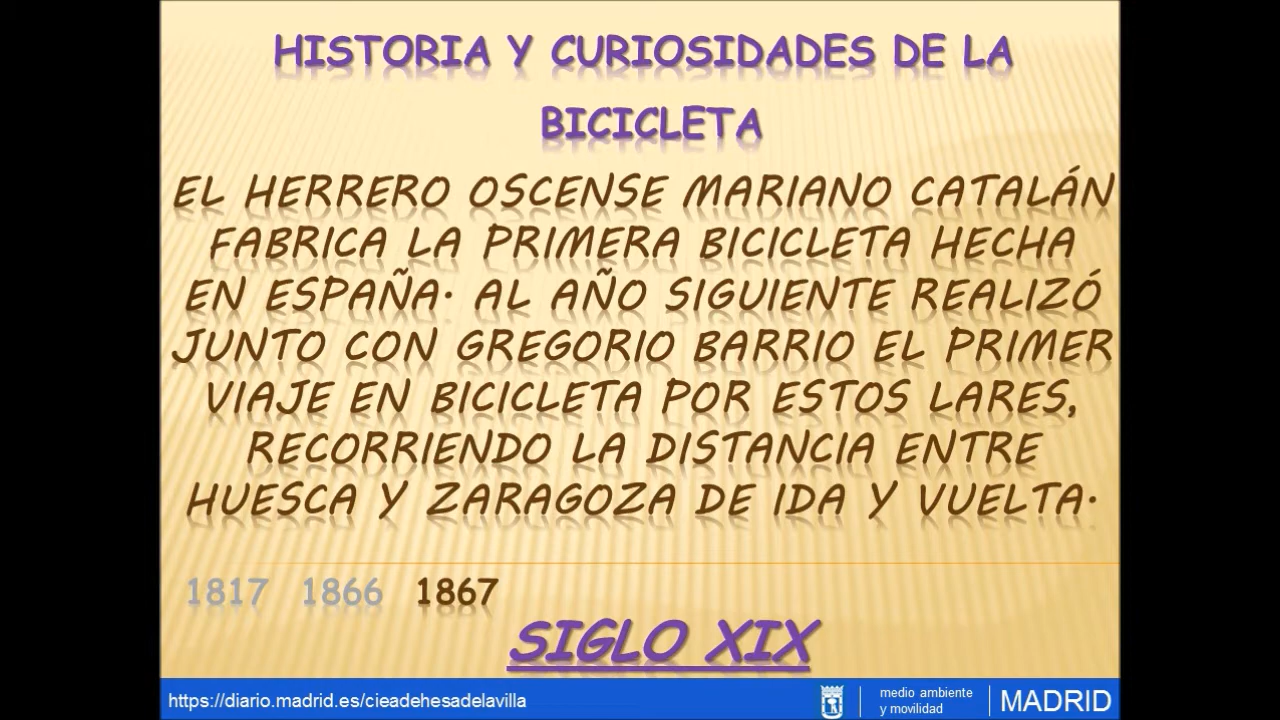 HISTORIA Y CURIOSIDADES DE LA
BICICLETA
EL HERRERO OSCENSE MARIANO CATALÁN
FABRICA LA PRIMERA BICICLETA HECHA
EN ESPAÑA. AL AÑO SIGUIENTE REALIZÓ
JUNTO CON GREGORIO BARRIO EL PRIMER
VIAJE EN BICICLETA POR ESTOS LARES,
RECORRIENDO LA DISTANCIA ENTRE
HUESCA Y ZARAGOZA DE IDA Y VUELTA.
1817 1866 1867
SIGLO XIX
https://diario.madrid.es/cieadehesadelavilla
medio ambiente
y movilidad
MADRID